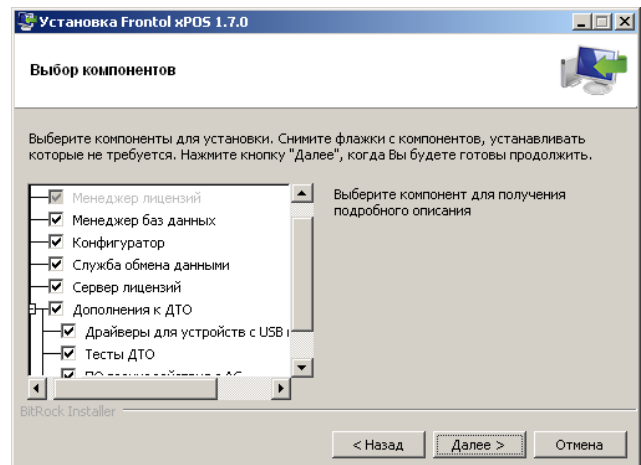 Установка Frontol xPOS 1.7.0
Выбор компонентов
Выберите компоненты для установки. Снимите флажки с компонентов, устанавливать
которые не требуется. Нажмите кнопку "Далее", когда Вы будете готовы продолжить.
Менеджер лицензий
Менеджер баз данных
Конфигуратор
Служба обмена данными
Сервер лицензий
Дополнения к ДТО
Драйверы для устройств с USB
Тесты ДТО
Выберите компонент для получения
подробного описания
BitRock Installer
< Назад
Далее >
Отмена